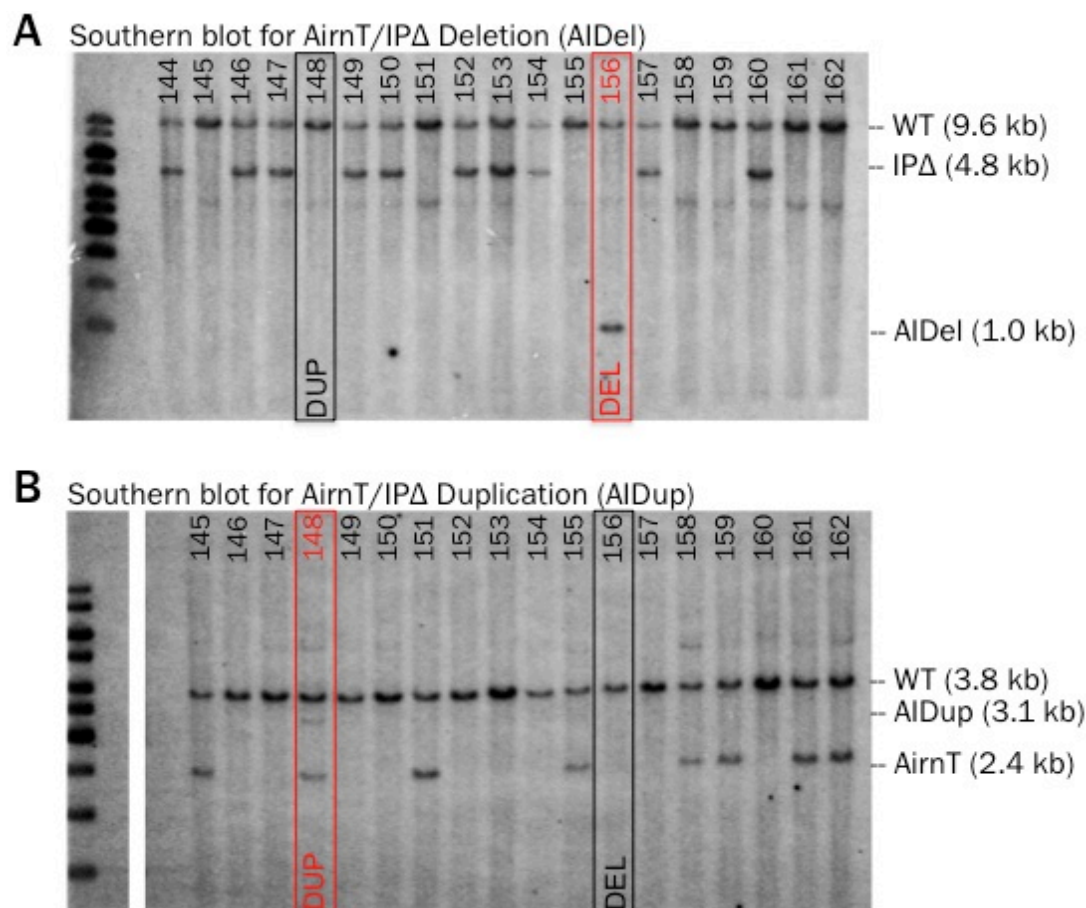 A Southern blot for AirnT/IPΔ Deletion (AIDel)
144 145 146 147 148 149 150 151 152 153 154 155 156 157 158 159 160 161 162
-- WT (9.6 kb)
-- IPΔ (4.8 kb)
-- AIDel (1.0 kb)
DUP DEL
B Southern blot for AirnT/IPΔ Duplication (AIDup)
145 146 147 148 149 150 151 152 153 154 155 156 157 158 159 160 161 162
-- WT (3.8 kb)
-- AIDup (3.1 kb)
-- AirnT (2.4 kb)
DUP DEL